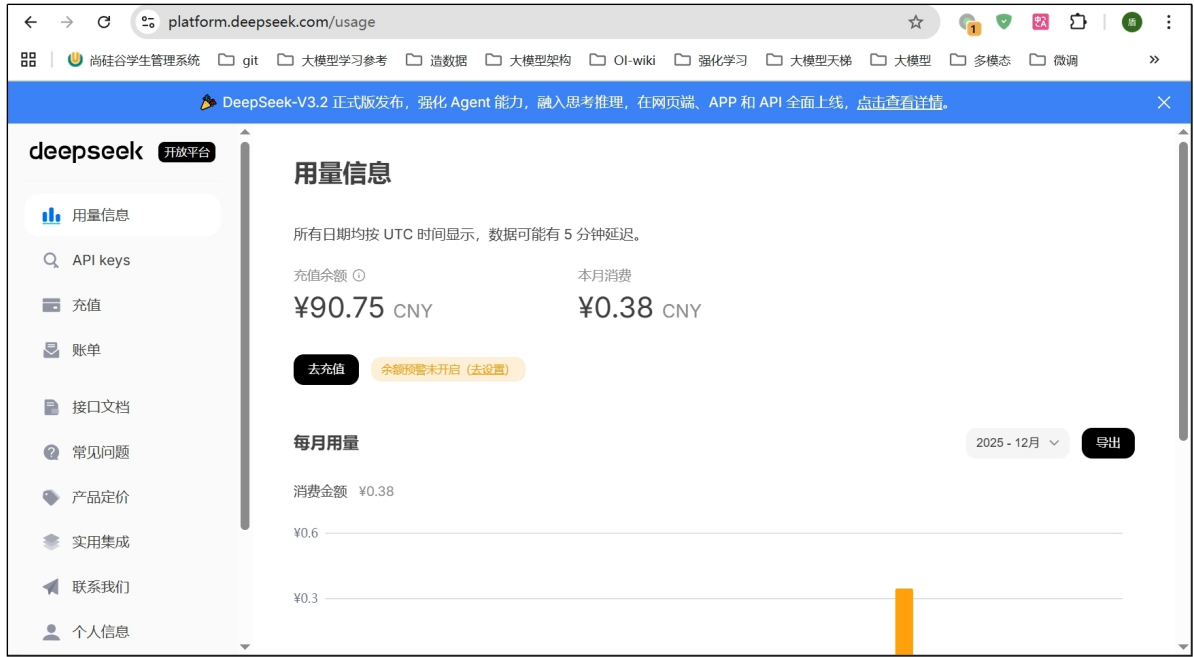 platform.deepseek.com/usage
1
盾
尚硅谷学生管理系统 git 大模型学习参考 造数据 大模型架构 OI-wiki 强化学习 大模型天梯 大模型 多模态 微调 »
DeepSeek-V3.2 正式版发布，强化 Agent 能力，融入思考推理，在网页端、APP 和 API 全面上线，点击查看详情。
deepseek 开放平台
用量信息
API keys
充值
账单
接口文档
常见问题
产品定价
实用集成
联系我们
个人信息
用量信息
所有日期均按 UTC 时间显示，数据可能有 5 分钟延迟。
充值余额 本月消费
¥90.75 CNY ¥0.38 CNY
去充值 余额预警未开启（去设置）
每月用量 2025 - 12月 导出
消费金额 ¥0.38
¥0.6
¥0.3